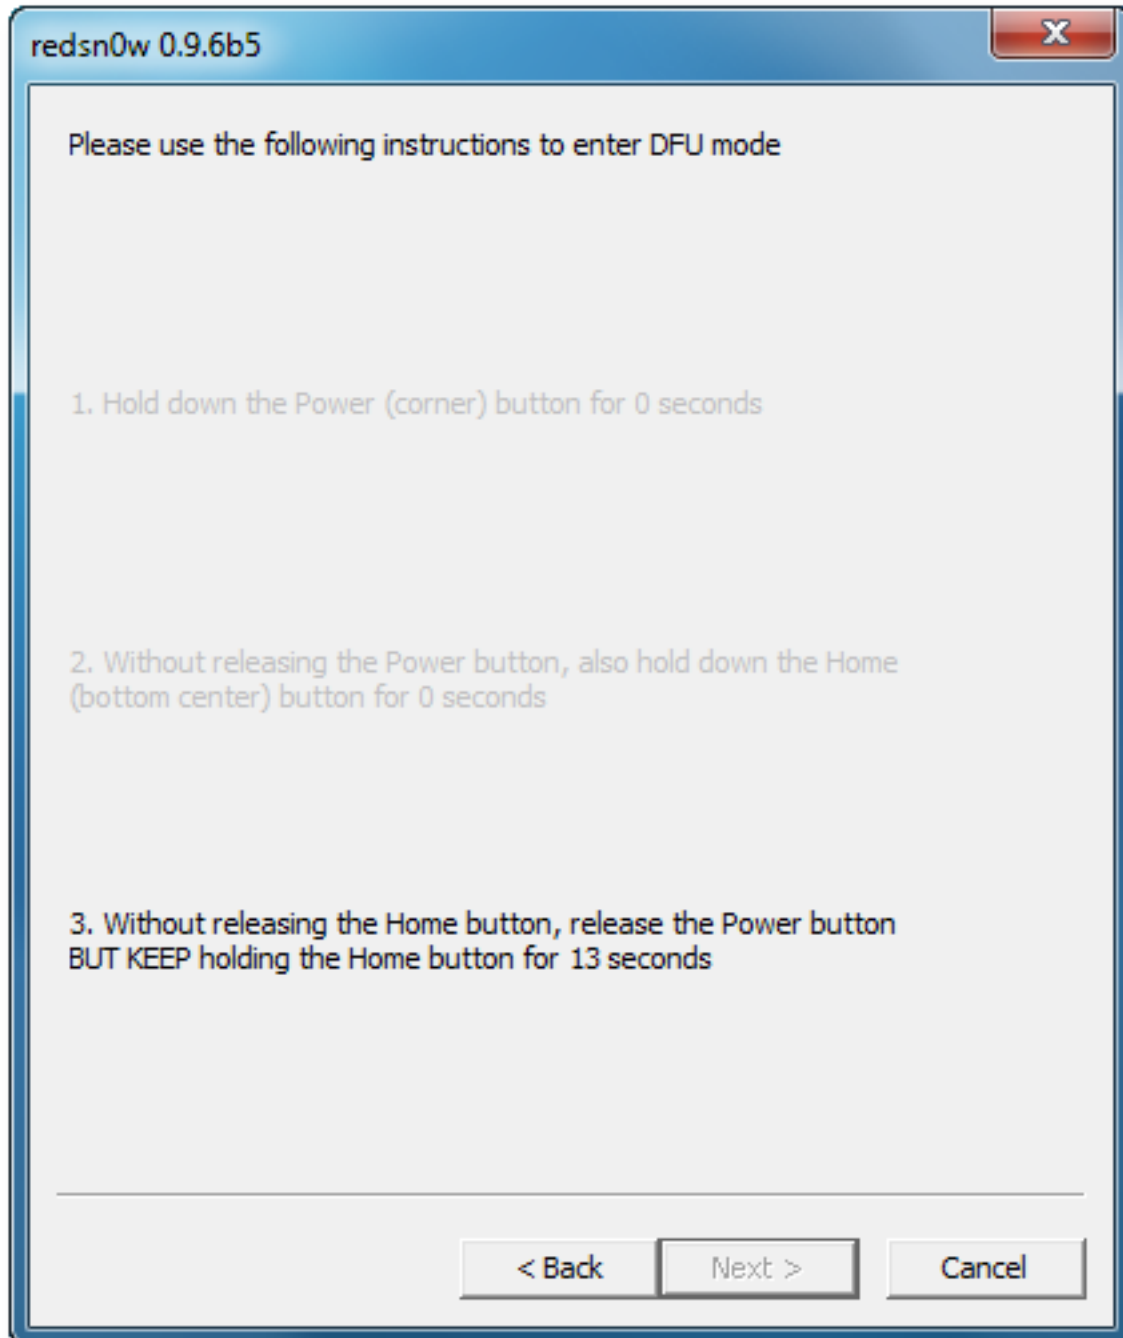 redsn0w 0.9.6b5
Please use the following instructions to enter DFU mode
1. Hold down the Power (corner) button for 0 seconds
2. Without releasing the Power button, also hold down the Home
(bottom center) button for 0 seconds
3. Without releasing the Home button, release the Power button
BUT KEEP holding the Home button for 13 seconds
< Back
Next >
Cancel